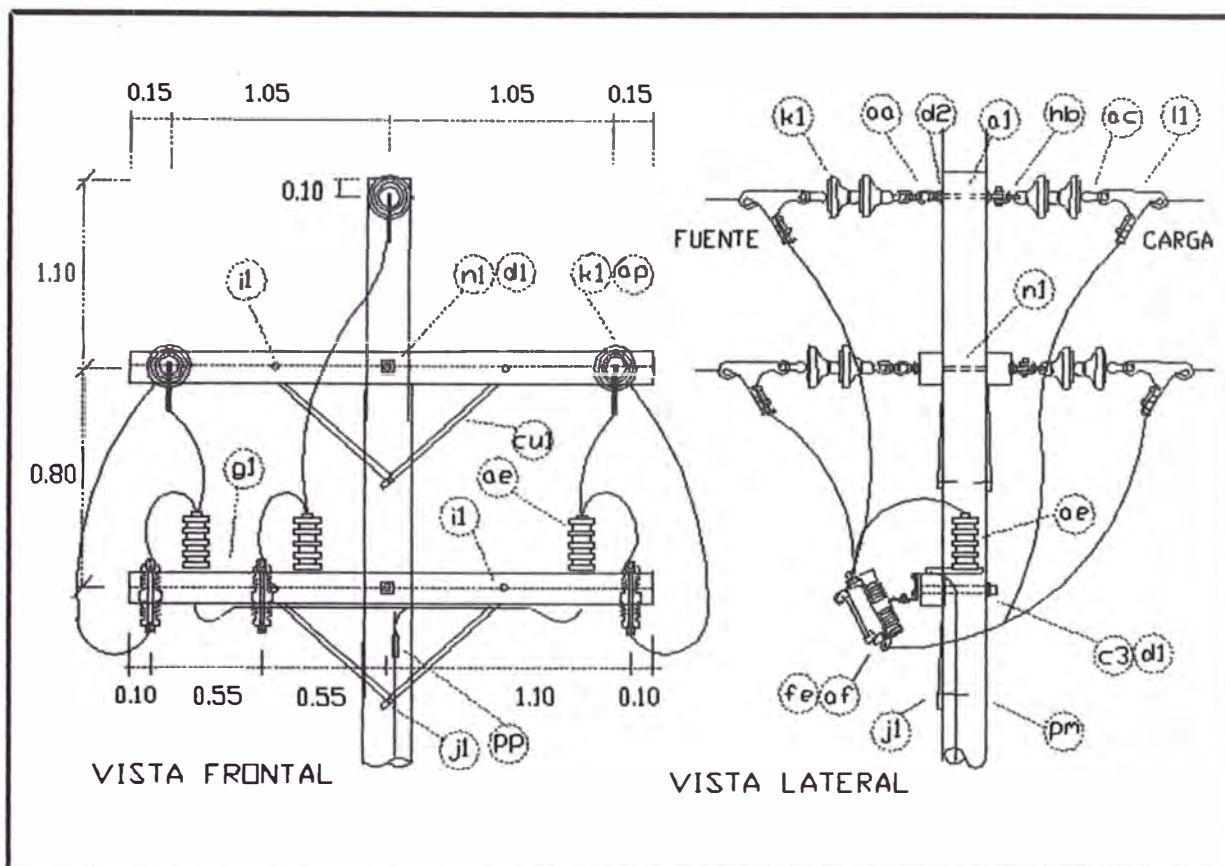 0.15 1.05 1.05 0.15
0.10
1.10
0.80
i1
n1 d1
k1 ap
cu1
g1
ae
i1
0.10 0.55 0.55 1.10 0.10
j1
pp
VISTA FRONTAL
k1 aa d2 a1 hb ac l1
FUENTE
CARGA
n1
ae
c3 d1
fe af
j1
pm
VISTA LATERAL